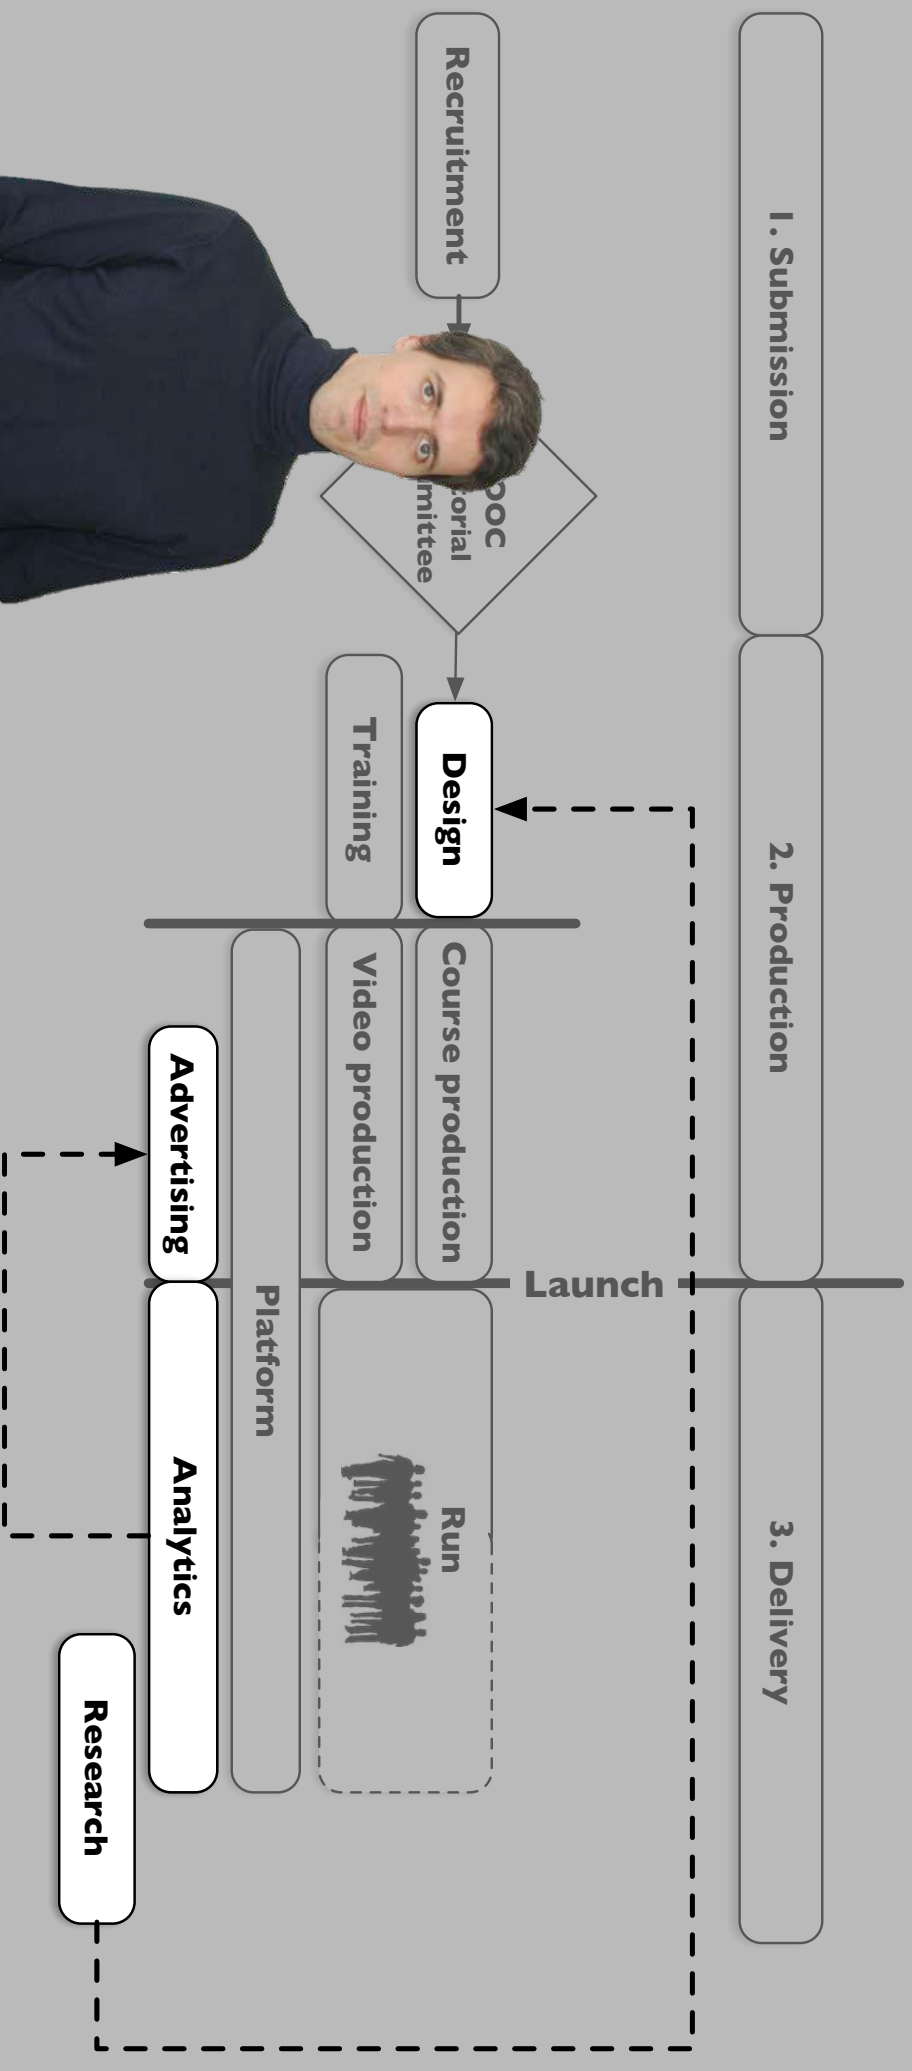 1. Submission
2. Production
3. Delivery
Launch
Recruitment
Design
Course production
Run
Training
Video production
Platform
Advertising
Analytics
Research